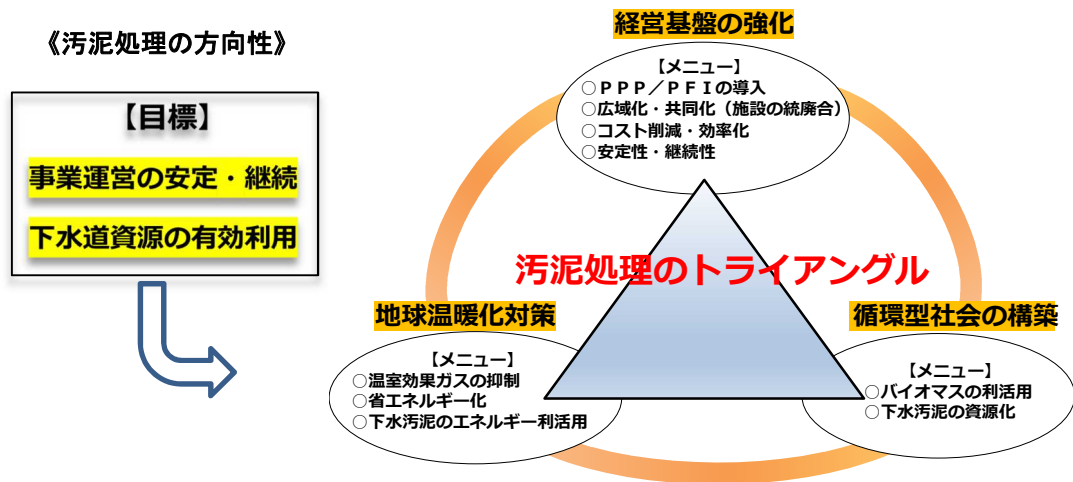 《汚泥処理の方向性》
【目標】
事業運営の安定・継続
下水道資源の有効利用
経営基盤の強化
【メニュー】
○ＰＰＰ／ＰＦＩの導入
○広域化・共同化（施設の統廃合）
○コスト削減・効率化
○安定性・継続性
汚泥処理のトライアングル
地球温暖化対策
【メニュー】
○温室効果ガスの抑制
○省エネルギー化
○下水汚泥のエネルギー利活用
循環型社会の構築
【メニュー】
○バイオマスの利活用
○下水汚泥の資源化